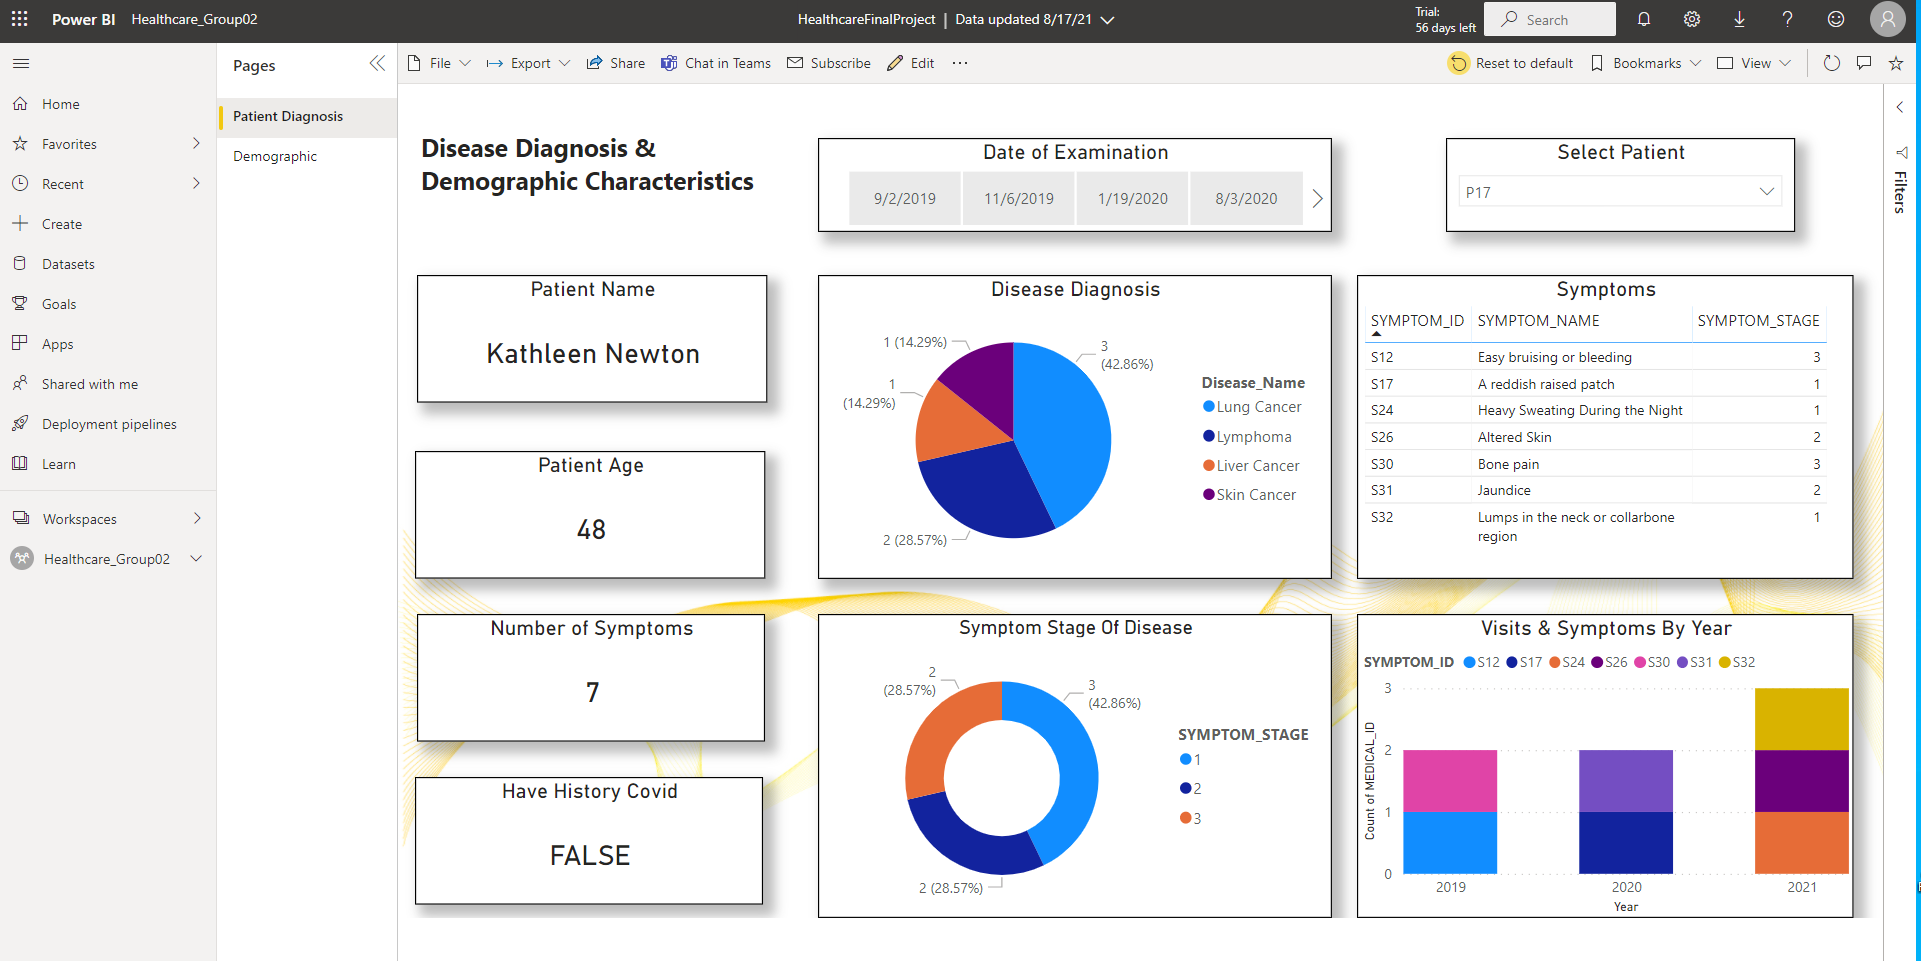 Power BI Healthcare_Group02
HealthcareFinalProject | Data updated 8/17/21
Trial:
56 days left
Search
Pages
File
Export
Share
Chat in Teams
Subscribe
Edit
Reset to default
Bookmarks
View
Home
Favorites
Recent
Create
Datasets
Goals
Apps
Shared with me
Deployment pipelines
Learn
Workspaces
Healthcare_Group02
Patient Diagnosis
Demographic
Filters
Disease Diagnosis &
Demographic Characteristics
Date of Examination
9/2/2019 11/6/2019 1/19/2020 8/3/2020
Select Patient
P17
Patient Name
Kathleen Newton
Patient Age
48
Number of Symptoms
7
Have History Covid
FALSE
Disease Diagnosis
1 (14.29%)
3
(42.86%)
1
(14.29%)
2 (28.57%)
Disease_Name
Lung Cancer
Lymphoma
Liver Cancer
Skin Cancer
Symptoms
SYMPTOM_ID SYMPTOM_NAME SYMPTOM_STAGE
S12 Easy bruising or bleeding 3
S17 A reddish raised patch 1
S24 Heavy Sweating During the Night 1
S26 Altered Skin 2
S30 Bone pain 3
S31 Jaundice 2
S32 Lumps in the neck or collarbone 1
region
Symptom Stage Of Disease
2
(28.57%)
3
(42.86%)
2 (28.57%)
SYMPTOM_STAGE
1
2
3
Visits & Symptoms By Year
SYMPTOM_ID S12 S17 S24 S26 S30 S31 S32
Count of MEDICAL_ID
3
2
1
0
2019 2020 2021
Year